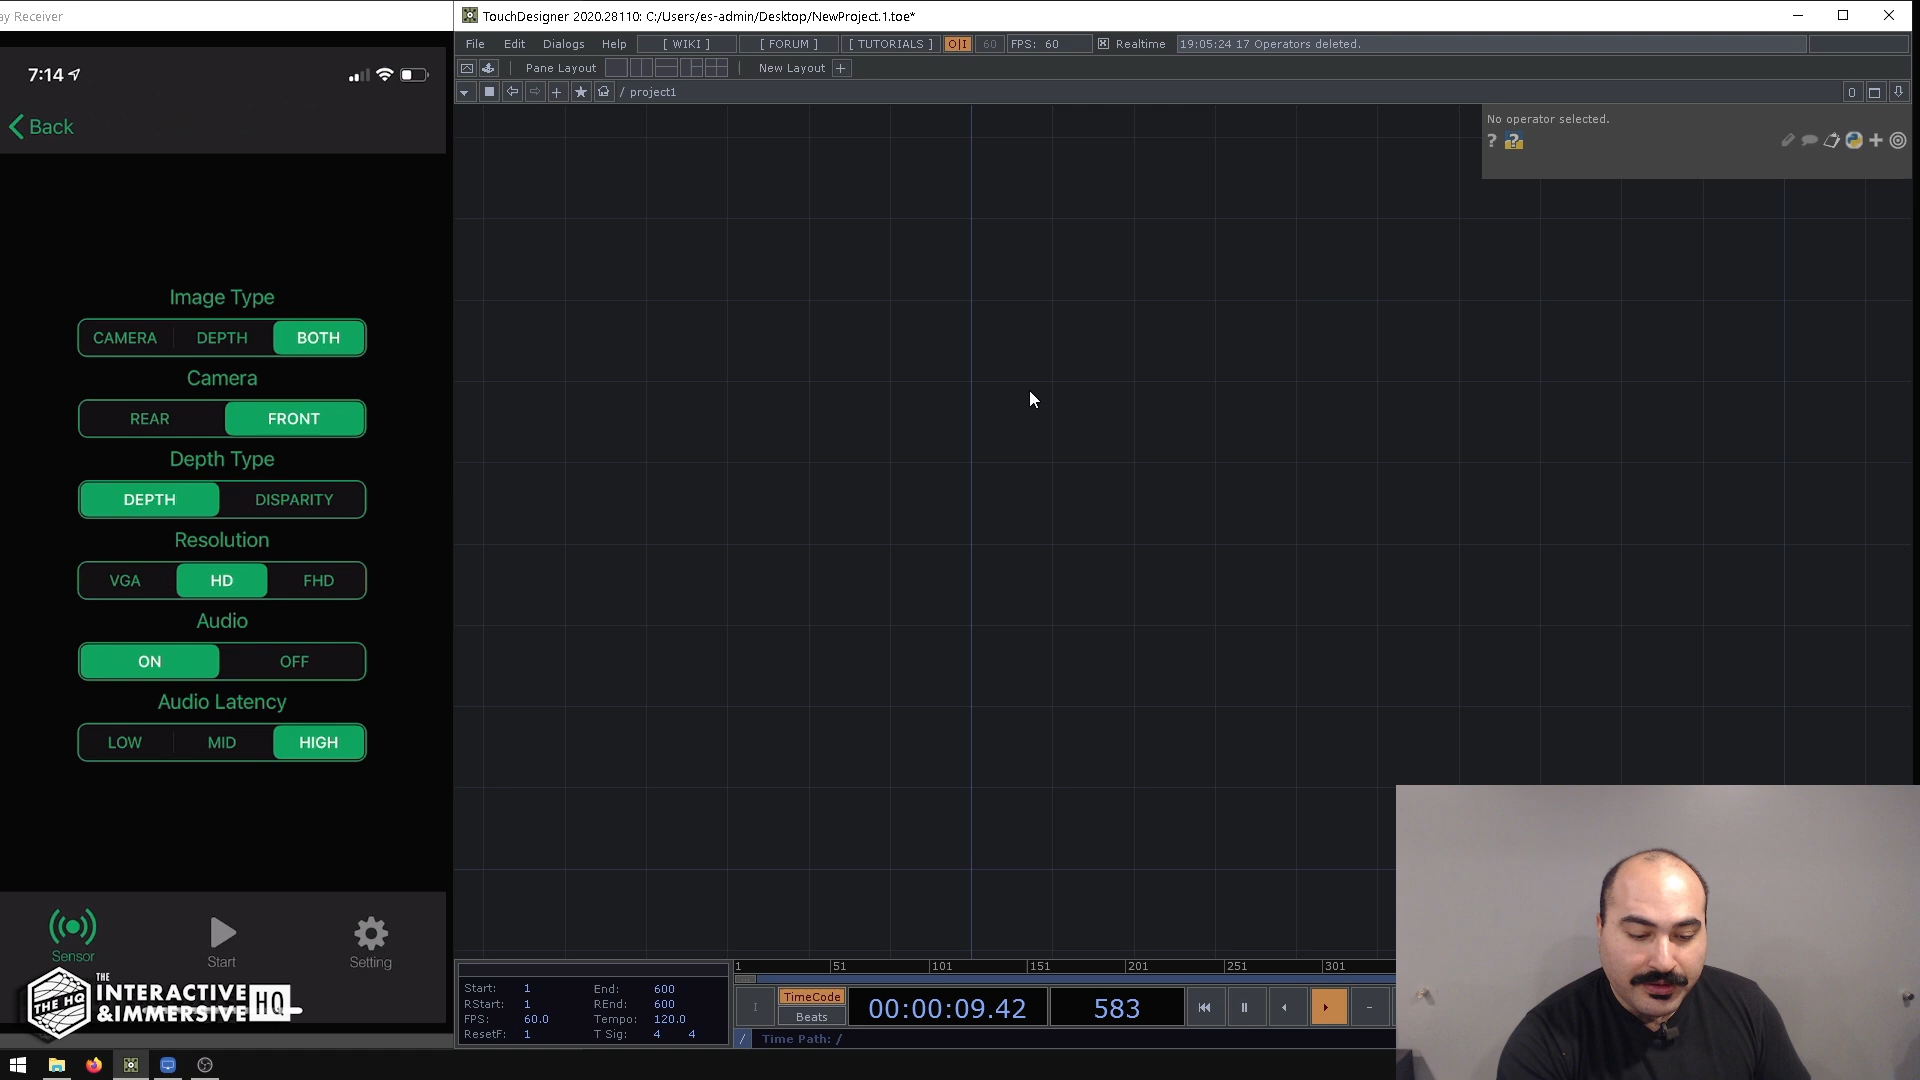 ay Receiver
TouchDesigner 2020.28110: C:/Users/es-admin/Desktop/NewProject.1.toe*
File Edit Dialogs Help [ WIKI ] [ FORUM ] [ TUTORIALS ] O|I 60 FPS: 60 Realtime 19:05:24 17 Operators deleted.
Pane Layout New Layout +
/ project1 0
No operator selected.
? ?
7:14
Back
Image Type
CAMERA DEPTH BOTH
Camera
REAR FRONT
Depth Type
DEPTH DISPARITY
Resolution
VGA HD FHD
Audio
ON OFF
Audio Latency
LOW MID HIGH
Sensor Start Setting
THE HQ
THE
INTERACTIVE
&IMMERSIVE HQ
1 51 101 151 201 251 301
Start: 1 End: 600
RStart: 1 REnd: 600
FPS: 60.0 Tempo: 120.0
ResetF: 1 T Sig: 4 4
TimeCode
Beats
00:00:09.42 583
/ Time Path: /